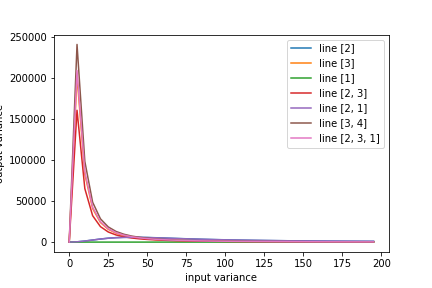 250000
200000
150000
100000
50000
0
0 25 50 75 100 125 150 175 200
input variance
variance
line [2]
line [3]
line [1]
line [2, 3]
line [2, 1]
line [3, 4]
line [2, 3, 1]